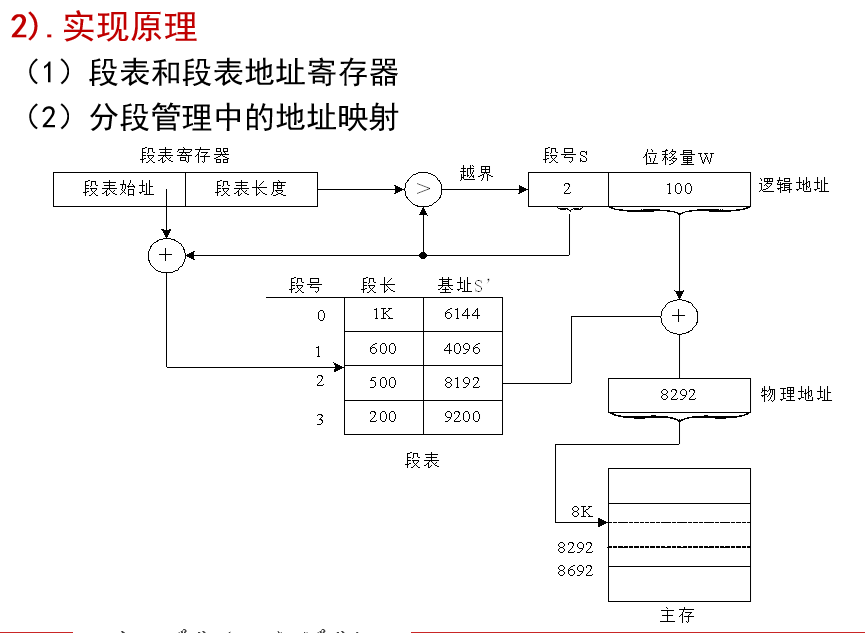 2).实现原理
（1）段表和段表地址寄存器
（2）分段管理中的地址映射
段表寄存器
段表始址 段表长度
>
越界
段号S 位移量W
2 100
逻辑地址
+
段号 段长 基址S'
0 1K 6144
1 600 4096
2 500 8192
3 200 9200
段表
+
8292
物理地址
8K
8292
8692
主存